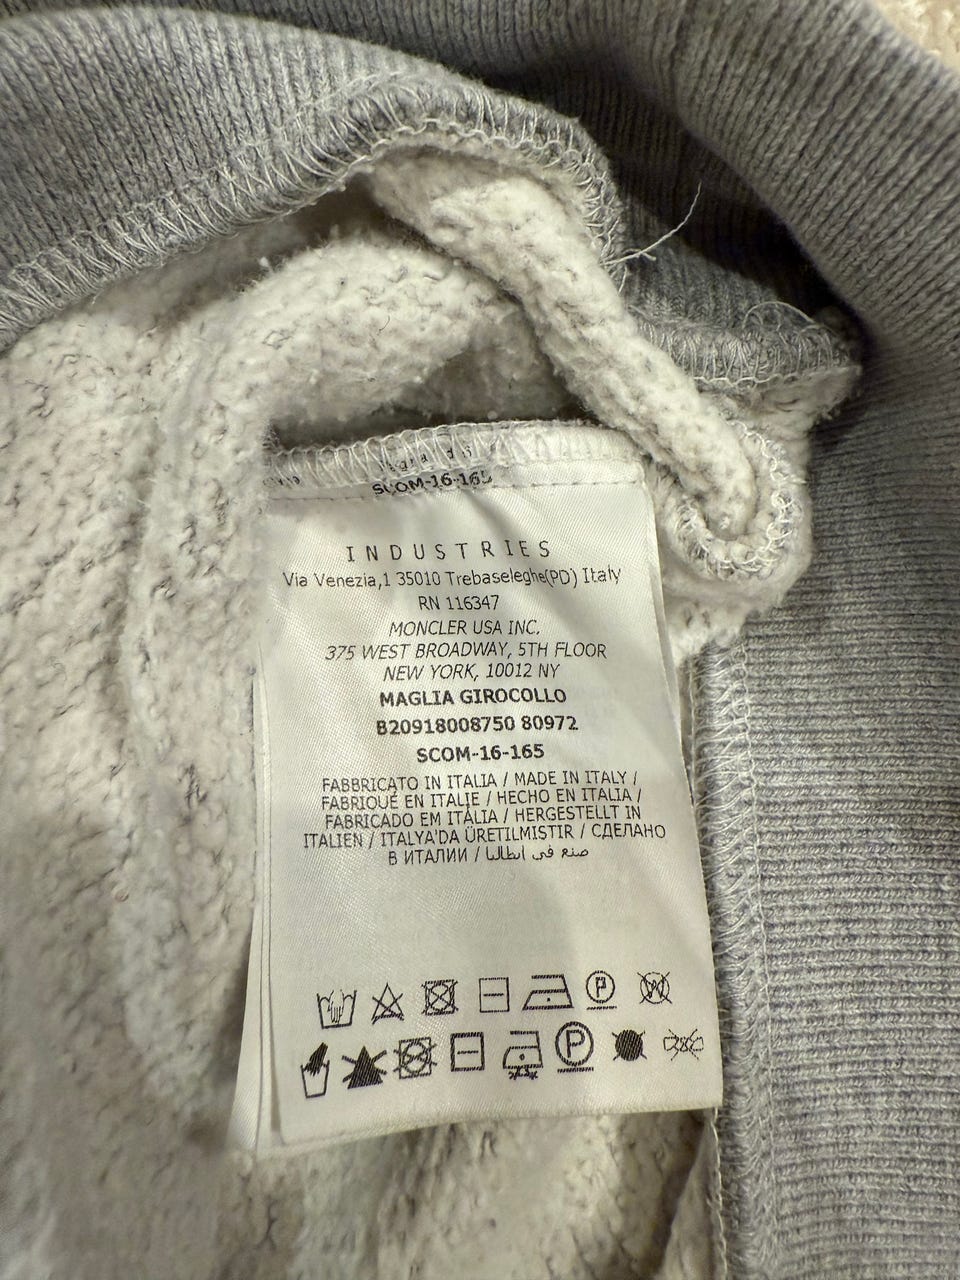 SCOM-16-165
INDUSTRIES
Via Venezia,1 35010 Trebaseleghe(PD) Italy
RN 116347
MONCLER USA INC.
375 WEST BROADWAY, 5TH FLOOR
NEW YORK, 10012 NY
MAGLIA GIROCOLLO
B20918008750 80972
SCOM-16-165
FABBRICATO IN ITALIA / MADE IN ITALY /
FABRIQUÉ EN ITALIE / HECHO EN ITALIA /
FABRICADO EM ITÁLIA / HERGESTELLT IN
ITALIEN / ITALYA'DA ÜRETILMISTIR / СДЕЛАНО
В ИТАЛИИ / صنع في ايطاليا
P W
P